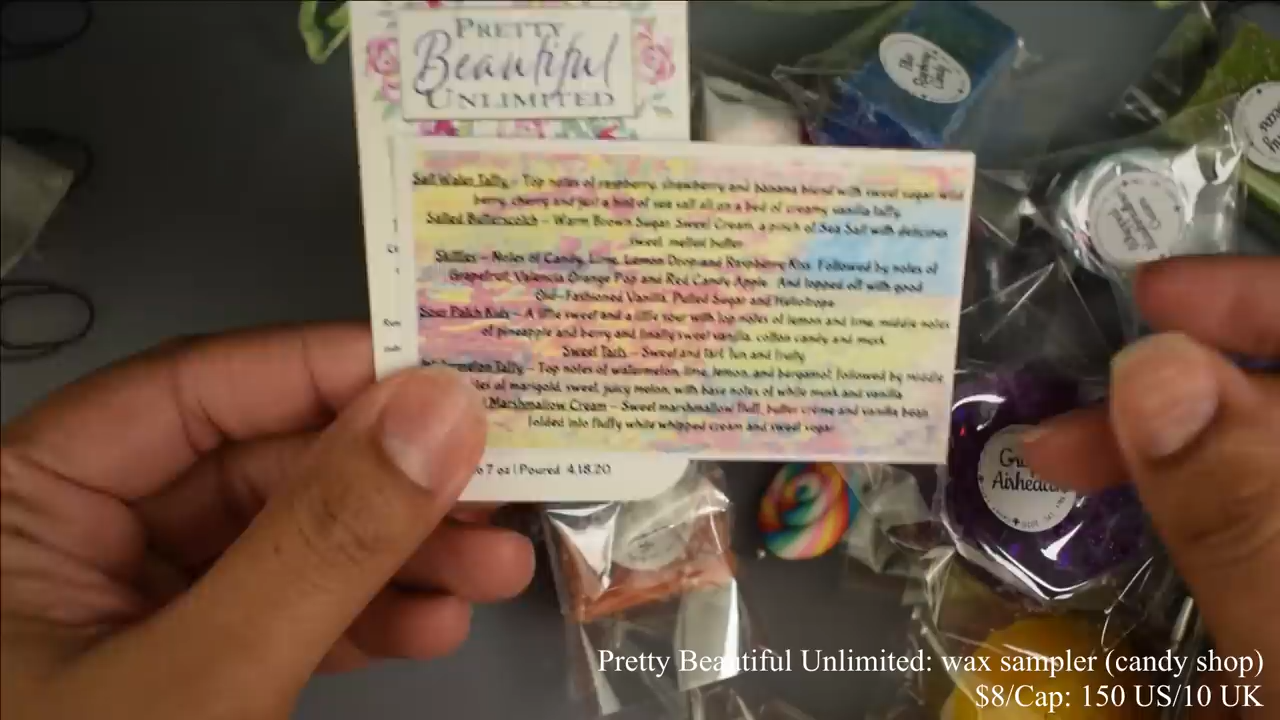 PRETTY
Beautiful
UNLIMITED
Salt Water Taffy - Top notes of raspberry, strawberry and banana blend with sweet sugar, wild
berry, cherry and just a hint of sea salt all on a bed of creamy vanilla taffy
Salted Butterscotch - Warm Brown Sugar, Sweet Cream, a pinch of Sea Salt with delicious
sweet, melted butter
Skittles - Notes of Candy, Lime, Lemon Drop and Raspberry Kiss. Followed by notes of
Grapefruit, Valencia Orange Pop and Red Candy Apple. And topped off with good
Old-Fashioned Vanilla, Pulled Sugar and Heliotrope
Sour Patch Kids - A little sweet and a little sour with top notes of lemon and lime, middle notes
of pineapple and berry and finally sweet vanilla, cotton candy and musk
Sweet Tarts - Sweet and tart, fun and fruity
Taffy - Top notes of watermelon, lime, lemon, and bergamot, followed by middle
of marigold, sweet, juicy melon, with base notes of white musk and vanilla
Marshmallow Cream - Sweet marshmallow fluff, butter crème and vanilla bean
folded into fluffy white whipped cream and sweet sugar
7 oz | Poured 4.18.20
Airheads
Pretty Beautiful Unlimited: wax sampler (candy shop)
$8/Cap: 150 US/10 UK